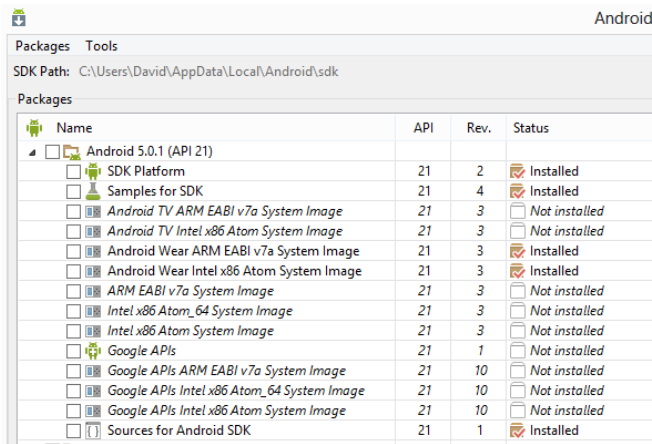 Android
Packages Tools
SDK Path: C:\Users\David\AppData\Local\Android\sdk
Packages
Name API Rev. Status
Android 5.0.1 (API 21)
SDK Platform 21 2 Installed
Samples for SDK 21 4 Installed
Android TV ARM EABI v7a System Image 21 3 Not installed
Android TV Intel x86 Atom System Image 21 3 Not installed
Android Wear ARM EABI v7a System Image 21 3 Installed
Android Wear Intel x86 Atom System Image 21 3 Installed
ARM EABI v7a System Image 21 3 Not installed
Intel x86 Atom_64 System Image 21 3 Not installed
Intel x86 Atom System Image 21 3 Not installed
Google APIs 21 1 Not installed
Google APIs ARM EABI v7a System Image 21 10 Not installed
Google APIs Intel x86 Atom_64 System Image 21 10 Not installed
Google APIs Intel x86 Atom System Image 21 10 Not installed
Sources for Android SDK 21 1 Installed